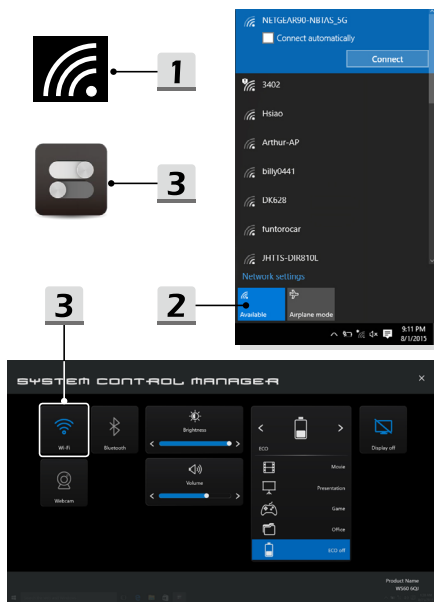 1
3
NETGEAR90-NBTAS_5G
Connect automatically
Connect
3402
Hsiao
Arthur-AP
billy0441
DK628
funtorocar
JHTTS-DIR810L
Network settings
2
Available
Airplane mode
9:11 PM
8/1/2015
3
SYSTEM CONTROL MANAGER
Wi-Fi
Bluetooth
Brightness
ECO
Display off
Webcam
Volume
Movie
Presentation
Game
Office
ECO off
Product Name
WS60 6QJ